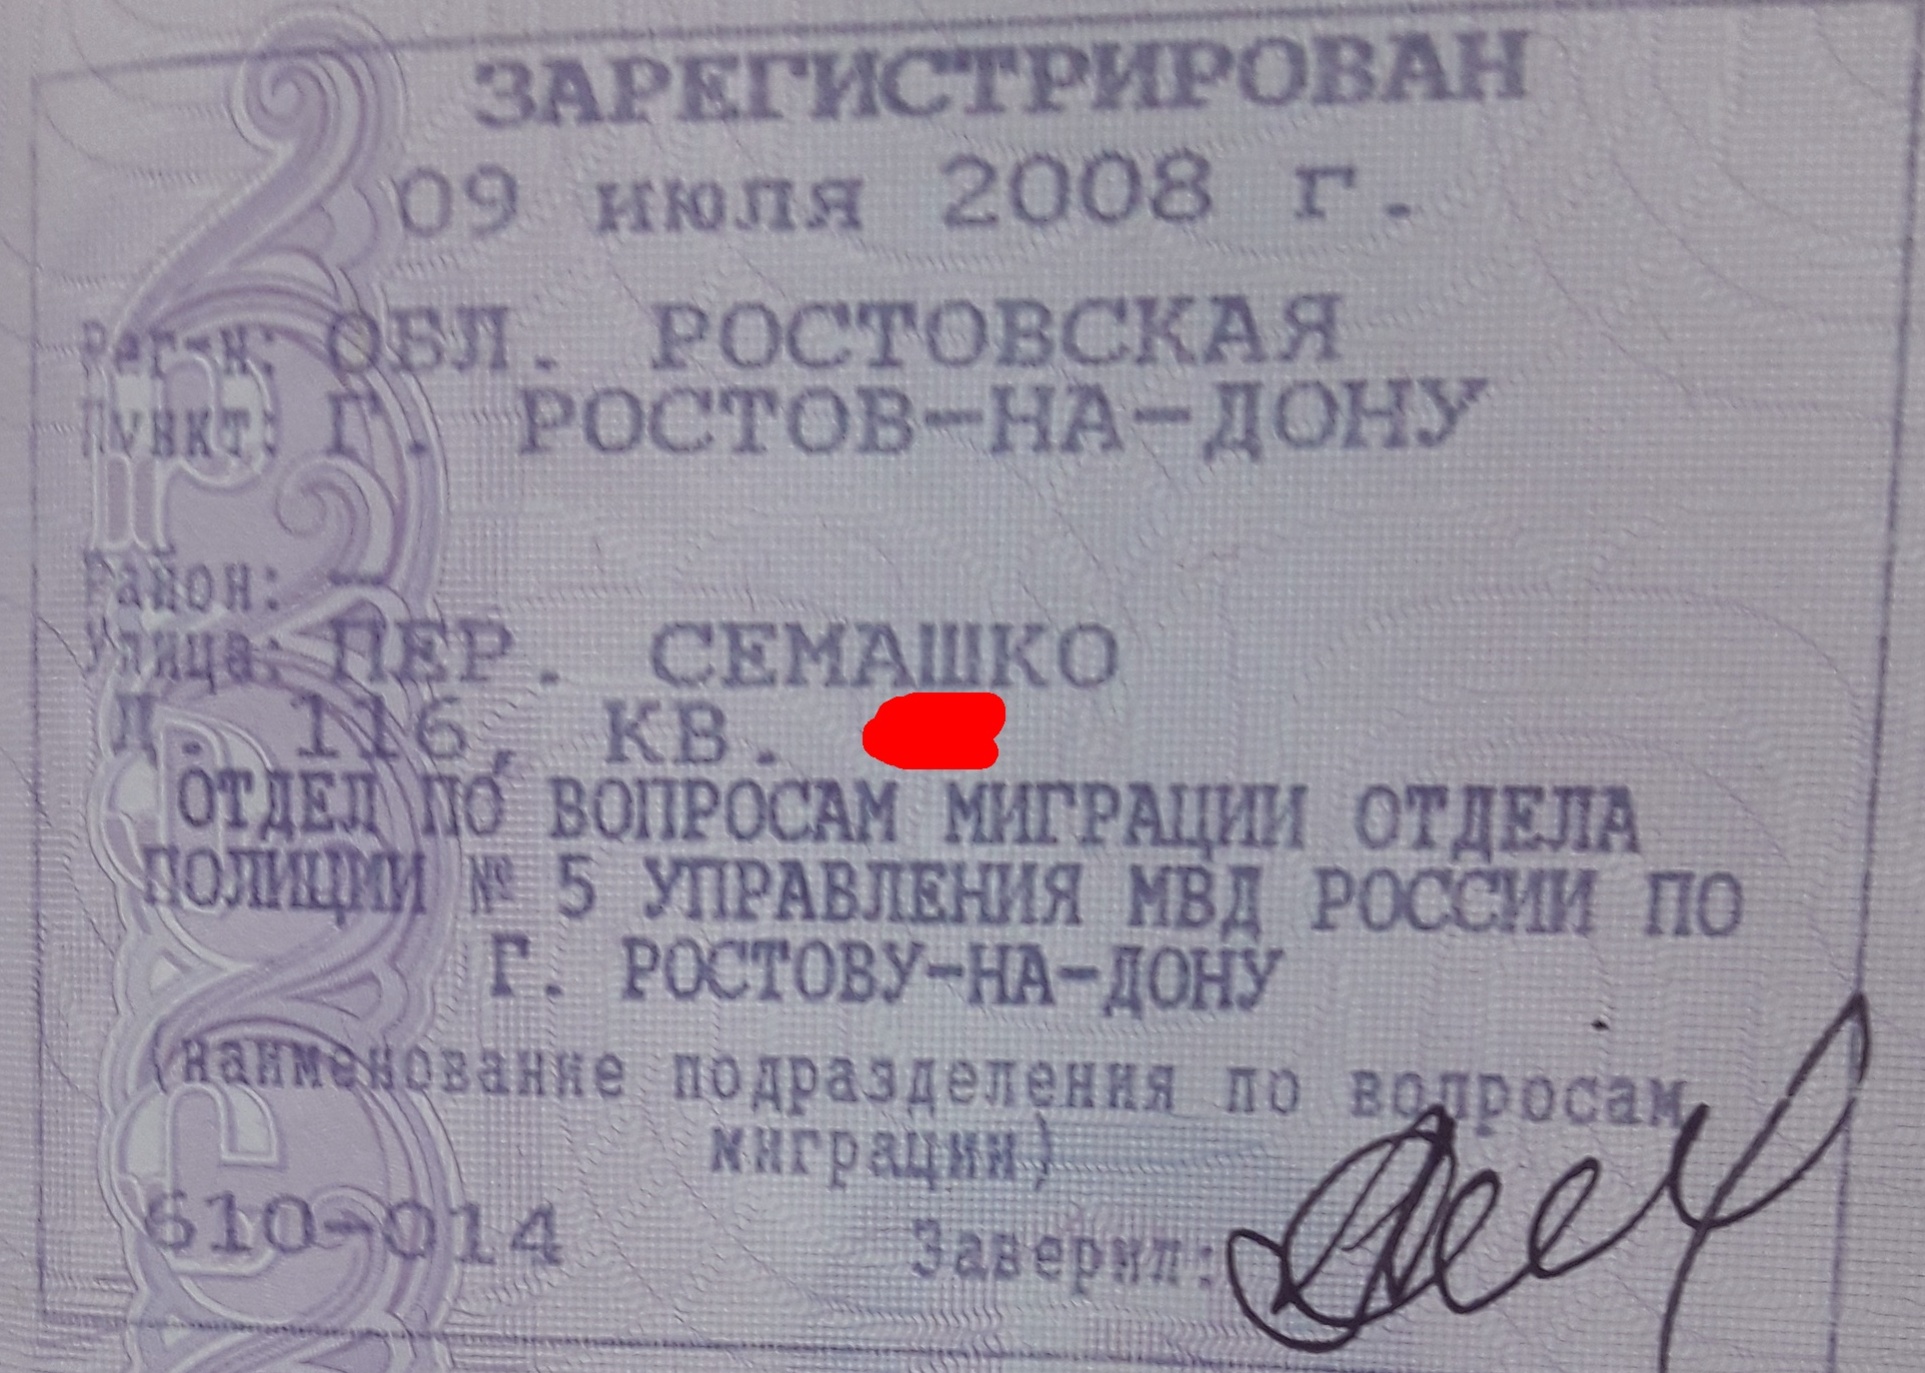 ЗАРЕГИСТРИРОВАН
09 июля 2008 г.
Рег-н: ОБЛ. РОСТОВСКАЯ
Пункт: Г. РОСТОВ-НА-ДОНУ
Район: —
Улица: ПЕР. СЕМАШКО
Д. 116, КВ.
ОТДЕЛ ПО ВОПРОСАМ МИГРАЦИИ ОТДЕЛА
ПОЛИЦИИ № 5 УПРАВЛЕНИЯ МВД РОССИИ ПО
Г. РОСТОВУ-НА-ДОНУ
(наименование подразделения по вопросам
миграции)
610-014 Заверил: